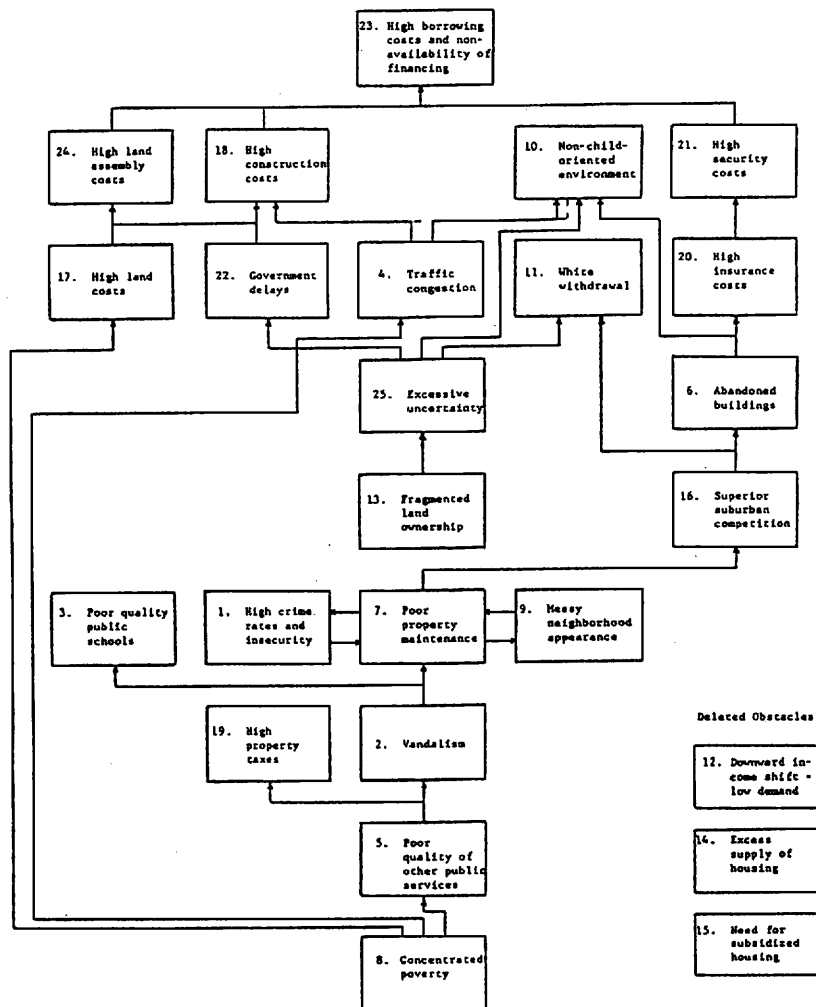 23. High borrowing
costs and non-
availability of
financing
24. High land
assembly
costs
18. High
construction
costs
10. Non-child-
oriented
environment
21. High
security
costs
17. High land
costs
22. Government
delays
4. Traffic
congestion
11. White
withdrawal
20. High
insurance
costs
25. Excessive
uncertainty
6. Abandoned
buildings
13. Fragmented
land
ownership
16. Superior
suburban
competition
3. Poor quality
public
schools
1. High crime
rates and
insecurity
7. Poor
property
maintenance
9. Messy
neighborhood
appearance
19. High
property
taxes
2. Vandalism
Deleted Obstacles
12. Downward in-
come shift -
low demand
5. Poor
quality of
other public
services
14. Excess
supply of
housing
15. Need for
subsidized
housing
8. Concentrated
poverty